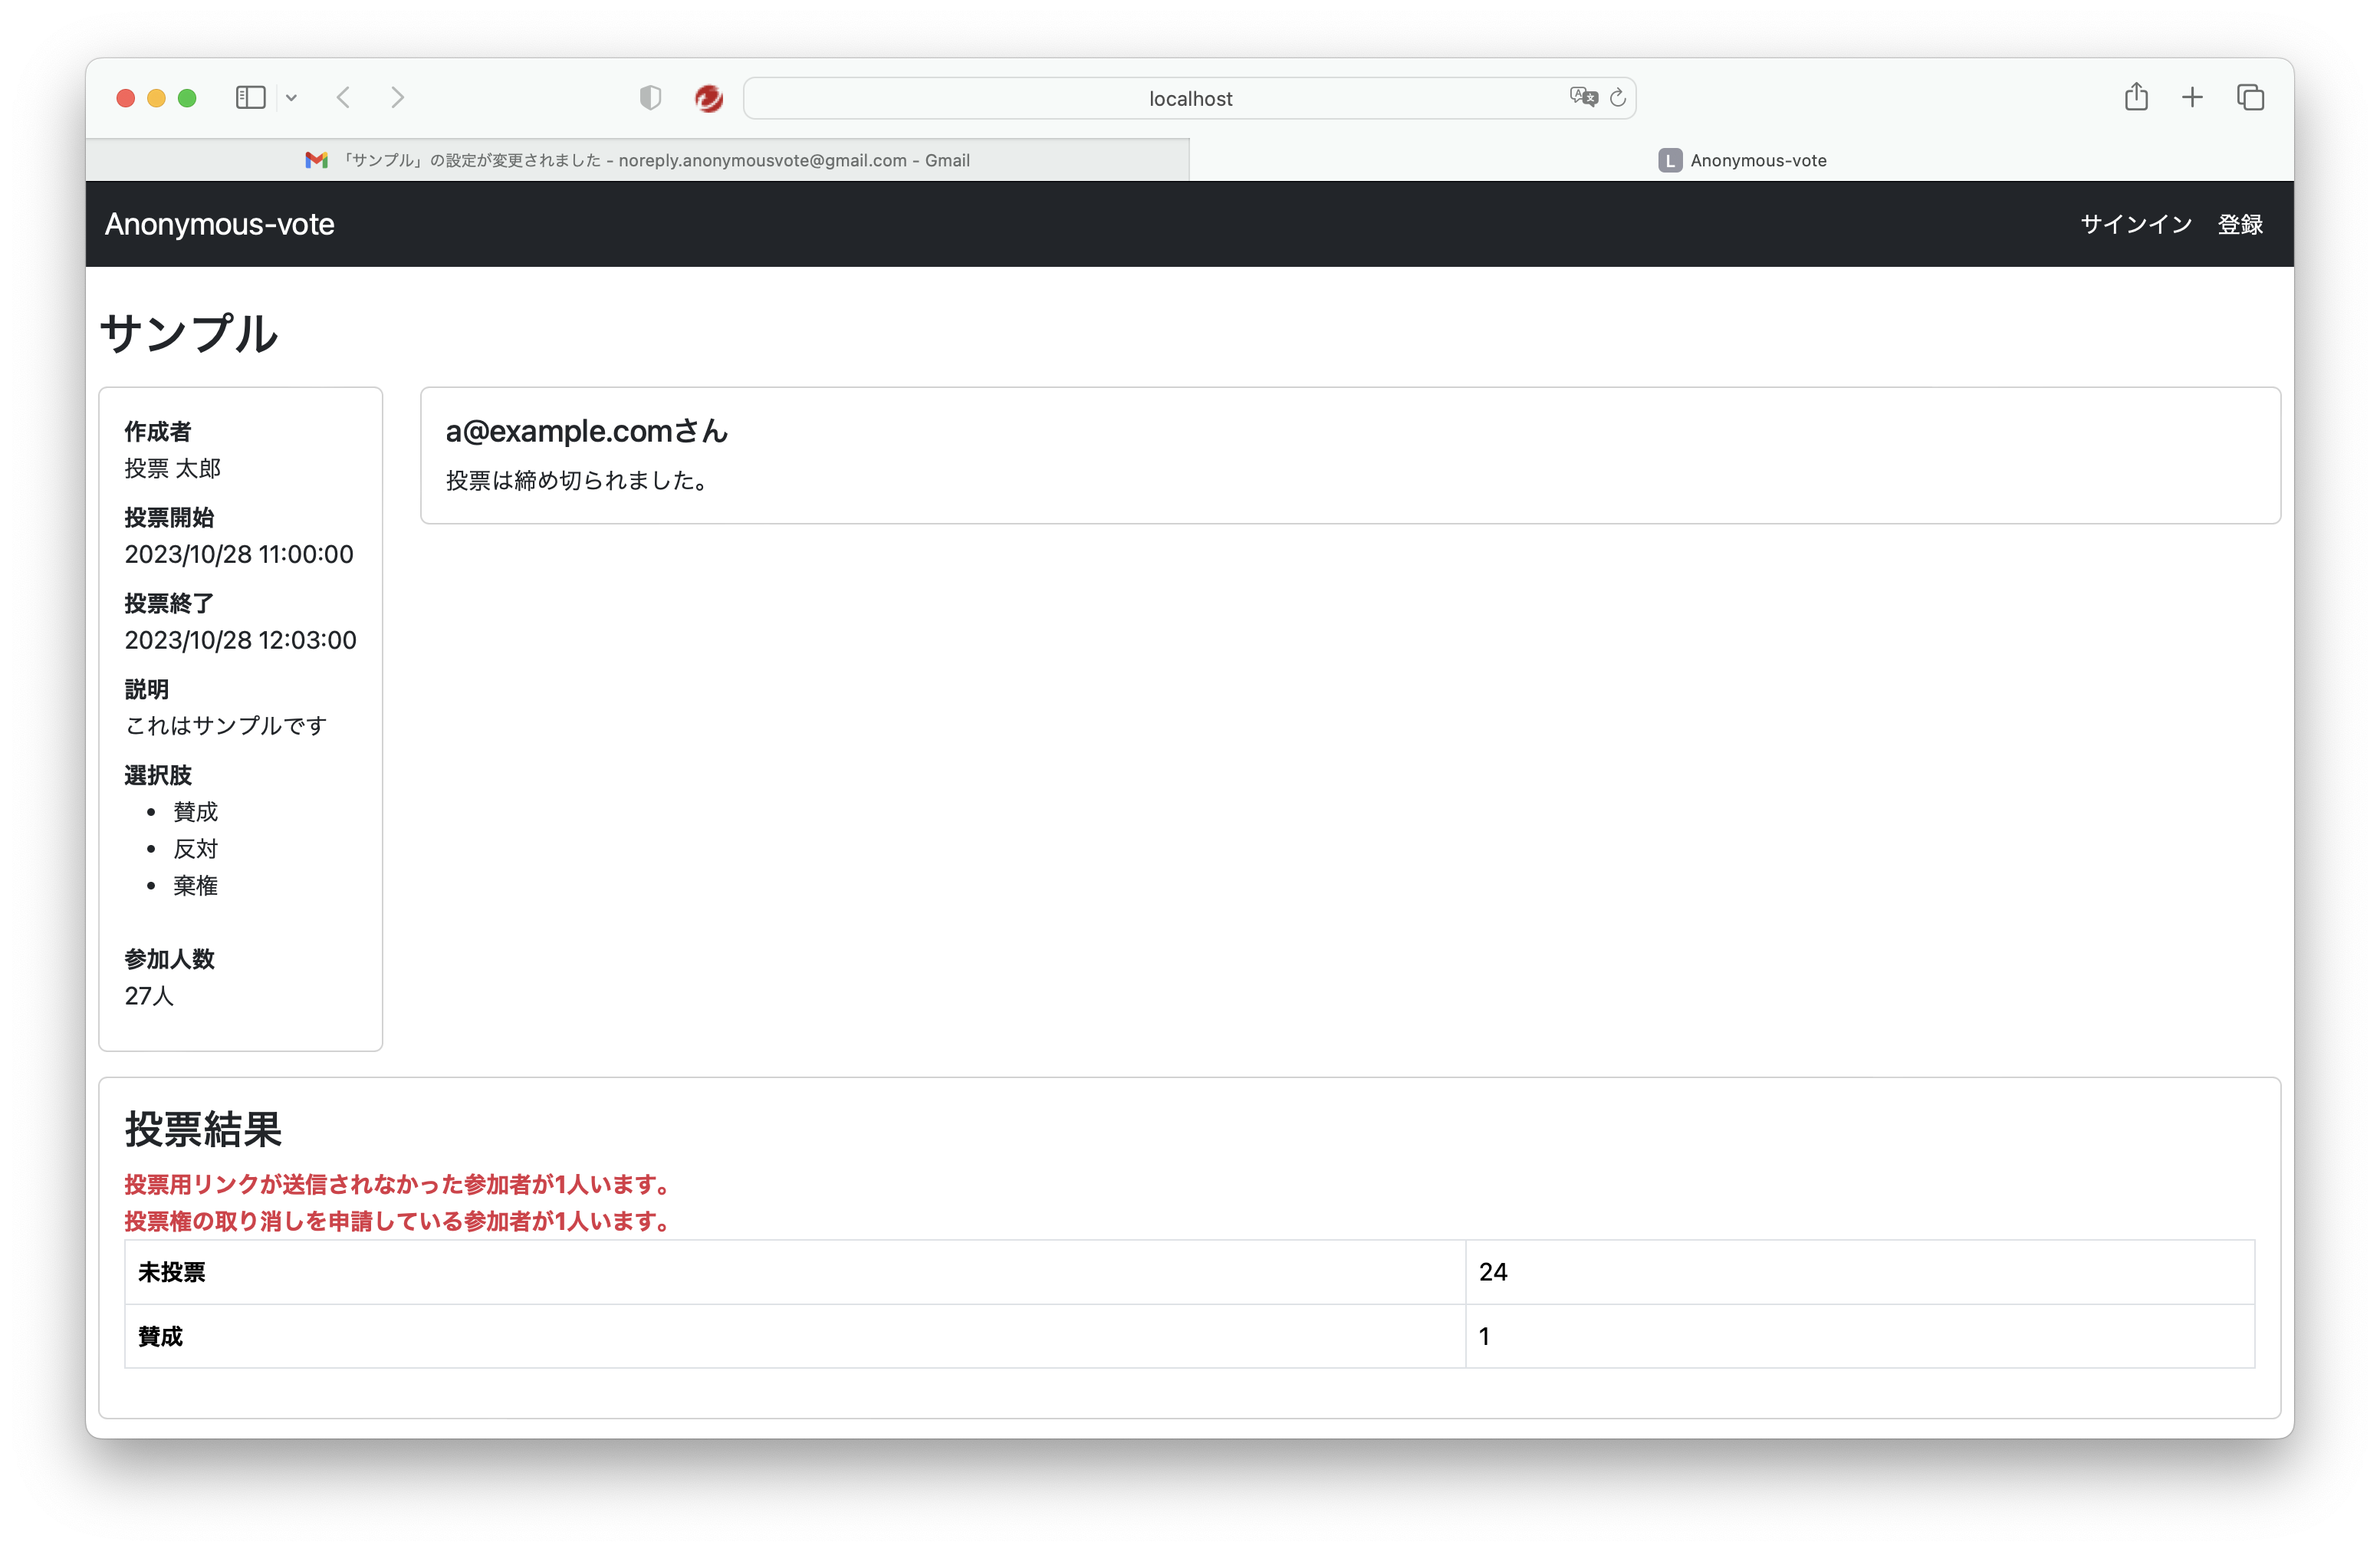 localhost
「サンプル」の設定が変更されました - noreply.anonymousvote@gmail.com - Gmail
L Anonymous-vote
Anonymous-vote
サインイン 登録
サンプル
作成者
投票 太郎
投票開始
2023/10/28 11:00:00
投票終了
2023/10/28 12:03:00
説明
これはサンプルです
選択肢
• 賛成
• 反対
• 棄権
参加人数
27人
a@example.comさん
投票は締め切られました。
投票結果
投票用リンクが送信されなかった参加者が1人います。
投票権の取り消しを申請している参加者が1人います。
未投票 24
賛成 1